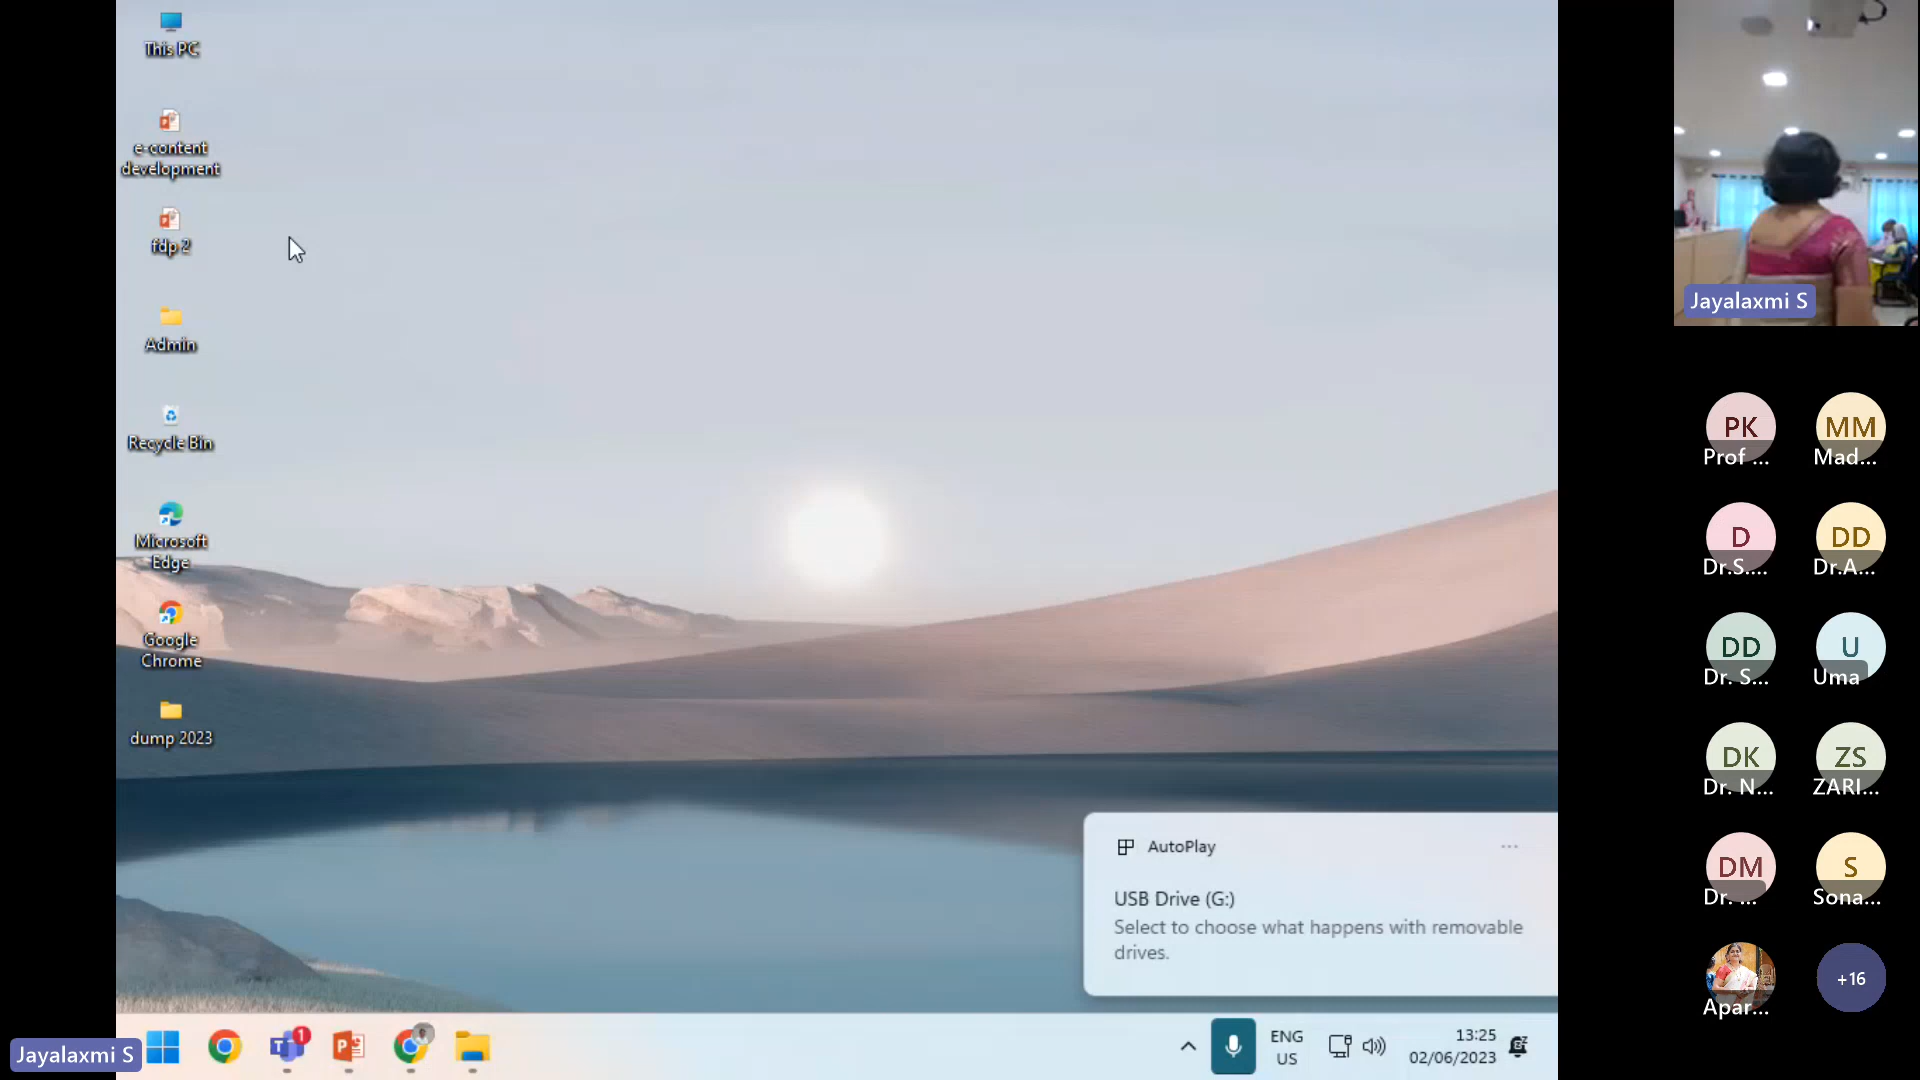 This PC
e-content
development
fdp 2
Admin
Recycle Bin
Microsoft
Edge
Google
Chrome
dump 2023
AutoPlay
...
USB Drive (G:)
Select to choose what happens with removable
drives.
Jayalaxmi S
1
ENG
US
13:25
02/06/2023
Jayalaxmi S
PK
Prof ...
MM
Mad...
D
Dr.S....
DD
Dr.A...
DD
Dr. S...
U
Uma
DK
Dr. N...
ZS
ZARI...
DM
Dr. ...
S
Sona...
Apar...
+16